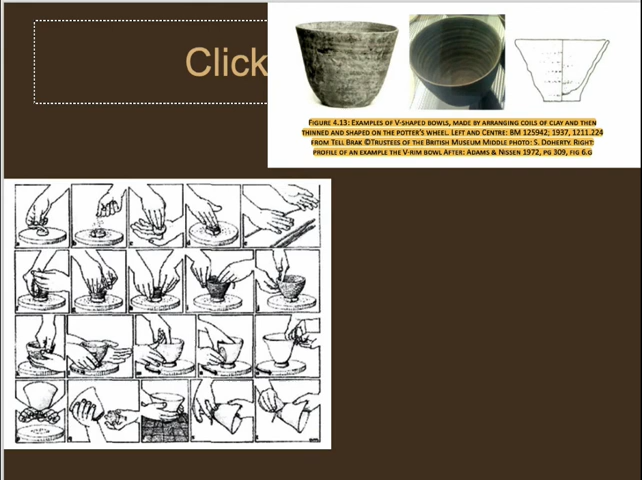 Click
Figure 4.13: Examples of V-shaped bowls, made by arranging coils of clay and then
thinned and shaped on the potter's wheel. Left and Centre: BM 125942; 1937, 1211.224
from Tell Brak ©Trustees of the British Museum Middle photo: S. Doherty. Right:
profile of an example the V-rim bowl After: Adams & Nissen 1972, pg 309, fig 6.g